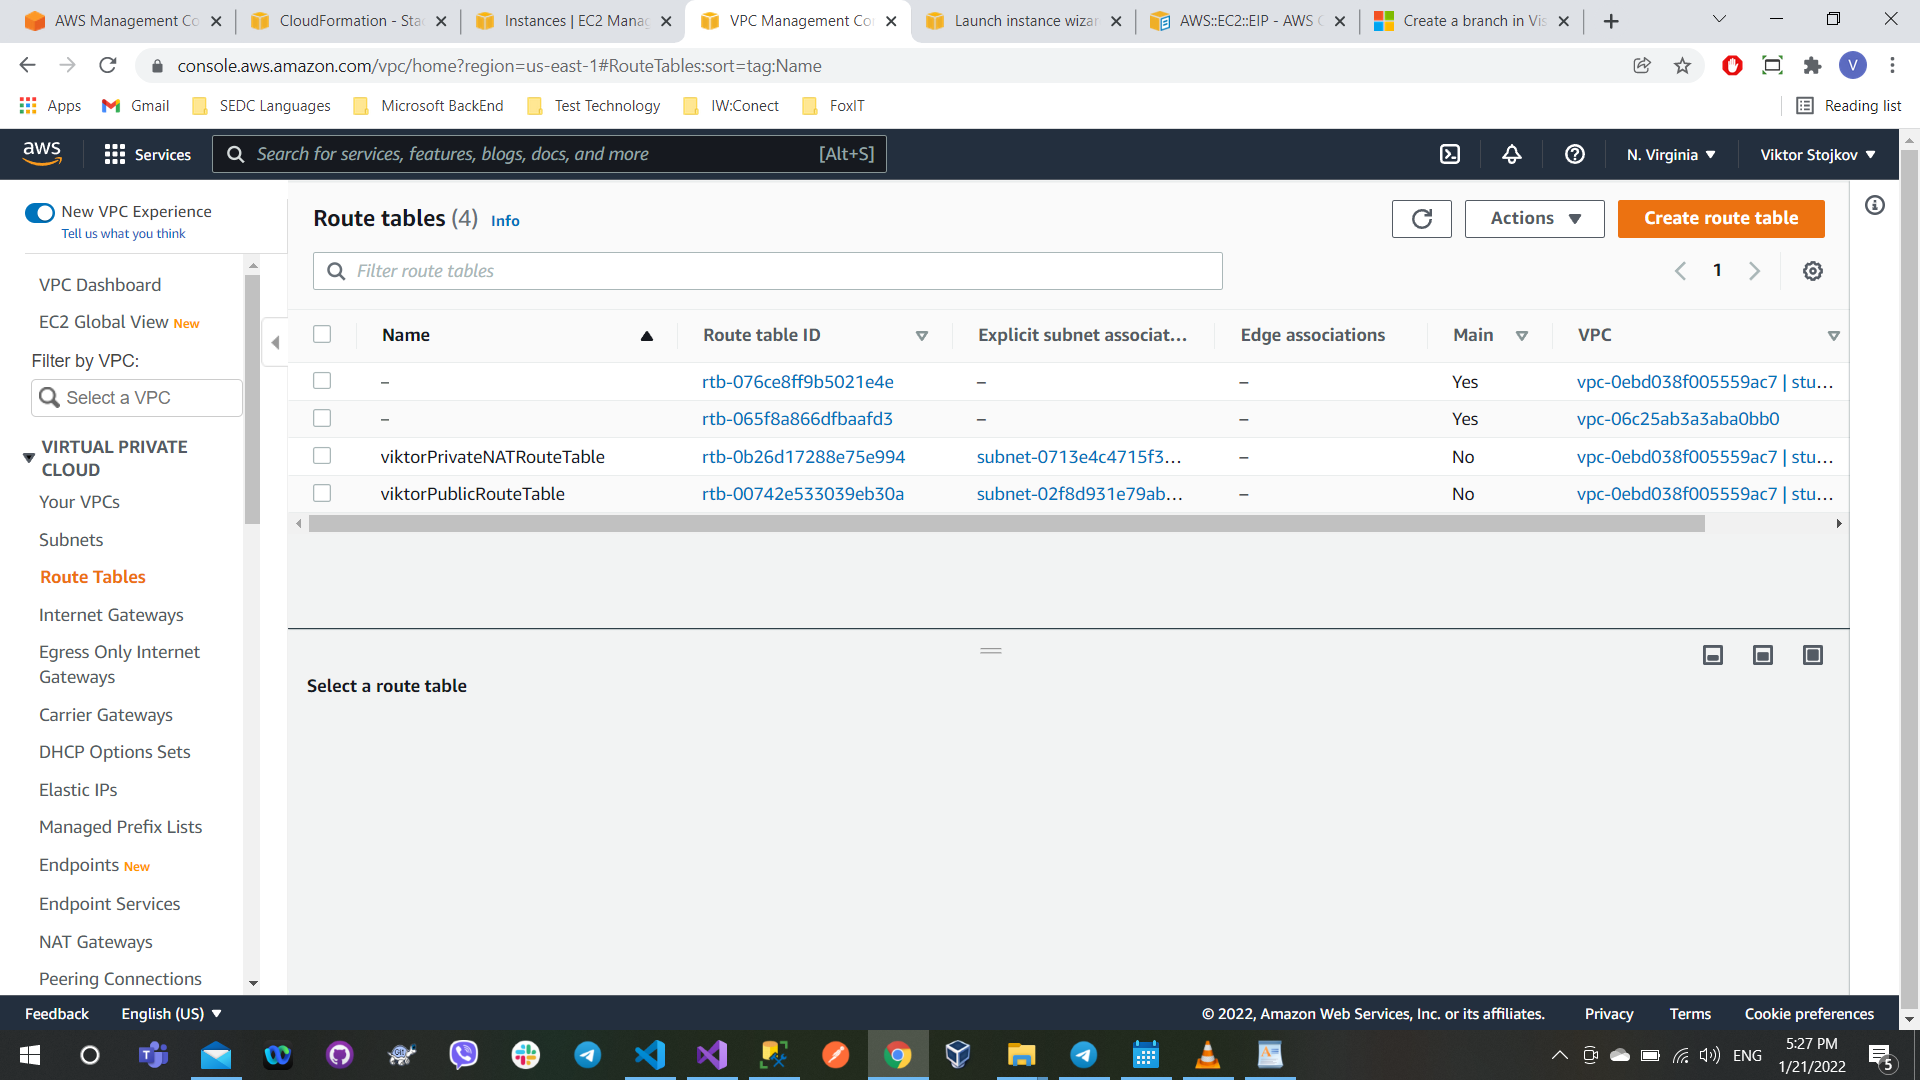 AWS Management Co
CloudFormation - Sta
Instances | EC2 Manag
VPC Management Co
Launch instance wizar
AWS::EC2::EIP - AWS C
Create a branch in Vis
console.aws.amazon.com/vpc/home?region=us-east-1#RouteTables:sort=tag:Name
V
Apps
Gmail
SEDC Languages
Microsoft BackEnd
Test Technology
IW:Conect
FoxIT
Reading list
aws
Services
Search for services, features, blogs, docs, and more
[Alt+S]
N. Virginia
Viktor Stojkov
New VPC Experience
Tell us what you think
VPC Dashboard
EC2 Global View New
Filter by VPC:
Select a VPC
VIRTUAL PRIVATE
CLOUD
Your VPCs
Subnets
Route Tables
Internet Gateways
Egress Only Internet
Gateways
Carrier Gateways
DHCP Options Sets
Elastic IPs
Managed Prefix Lists
Endpoints New
Endpoint Services
NAT Gateways
Peering Connections
Route tables (4) Info
Actions
Create route table
Filter route tables
1
Name Route table ID Explicit subnet associat... Edge associations Main VPC
– rtb-076ce8ff9b5021e4e – – Yes vpc-0ebd038f005559ac7 | stu...
– rtb-065f8a866dfbaafd3 – – Yes vpc-06c25ab3a3aba0bb0
viktorPrivateNATRouteTable rtb-0b26d17288e75e994 subnet-0713e4c4715f3... – No vpc-0ebd038f005559ac7 | stu...
viktorPublicRouteTable rtb-00742e533039eb30a subnet-02f8d931e79ab... – No vpc-0ebd038f005559ac7 | stu...
Select a route table
Feedback
English (US)
© 2022, Amazon Web Services, Inc. or its affiliates.
Privacy
Terms
Cookie preferences
ENG
5:27 PM
1/21/2022
5